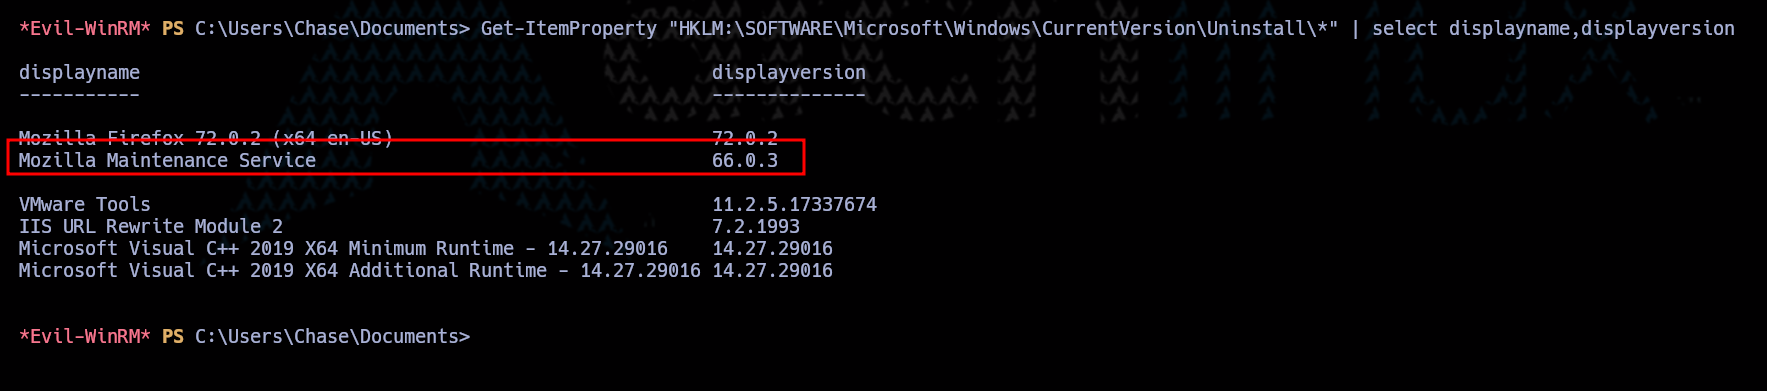 *Evil-WinRM* PS C:\Users\Chase\Documents> Get-ItemProperty "HKLM:\SOFTWARE\Microsoft\Windows\CurrentVersion\Uninstall\*" | select displayname,displayversion
displayname displayversion
----------- --------------
Mozilla Firefox 72.0.2 (x64 en-US) 72.0.2
Mozilla Maintenance Service 66.0.3
VMware Tools 11.2.5.17337674
IIS URL Rewrite Module 2 7.2.1993
Microsoft Visual C++ 2019 X64 Minimum Runtime - 14.27.29016 14.27.29016
Microsoft Visual C++ 2019 X64 Additional Runtime - 14.27.29016 14.27.29016
*Evil-WinRM* PS C:\Users\Chase\Documents>